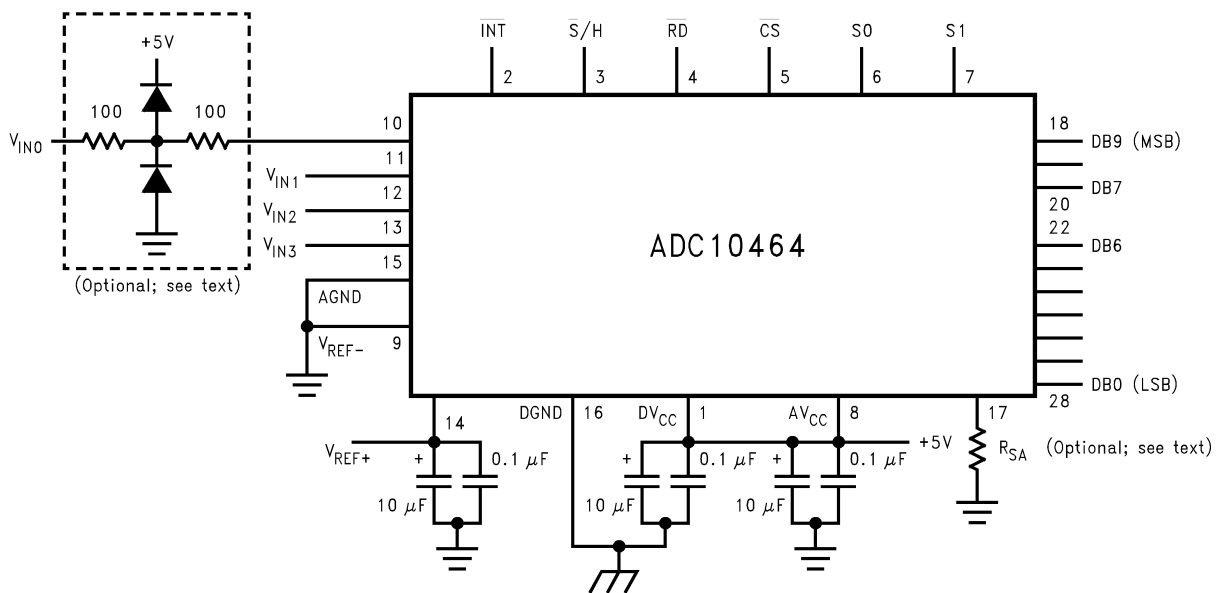 INT S/H RD CS S0 S1
2 3 4 5 6 7
+5V
100 100
V_IN0
10
11
V_IN1
12
V_IN2
13
V_IN3
15
AGND
V_REF-
9
(Optional; see text)
ADC10464
18
DB9 (MSB)
DB7
20
22
DB6
DB0 (LSB)
28
14
DGND 16
DV_CC 1
AV_CC 8
17
V_REF+
+ 0.1 μF
10 μF
+ 0.1 μF
10 μF
+ 0.1 μF
10 μF
+5V
R_SA (Optional; see text)